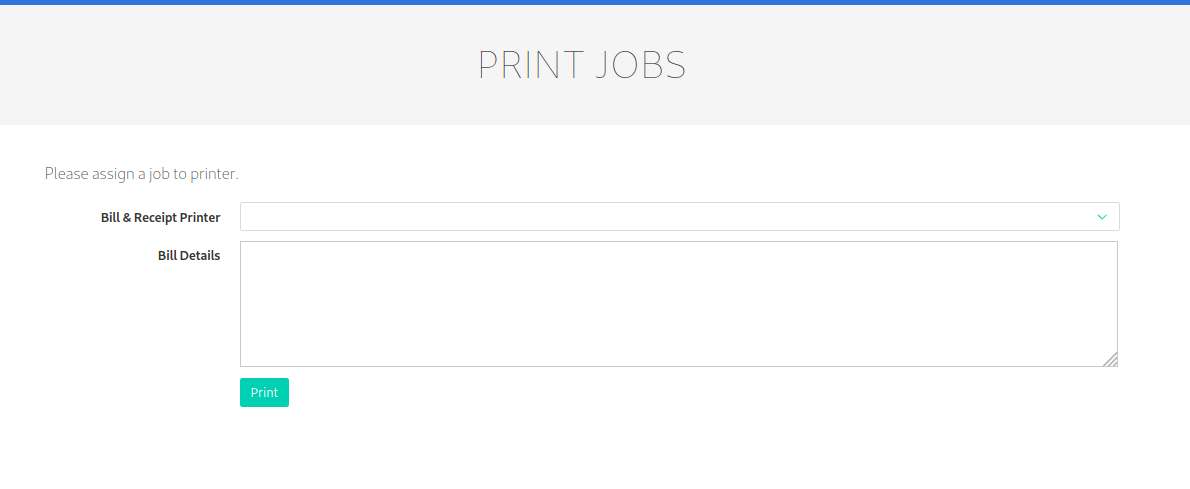 PRINT JOBS
Please assign a job to printer.
Bill & Receipt Printer
Bill Details
Print